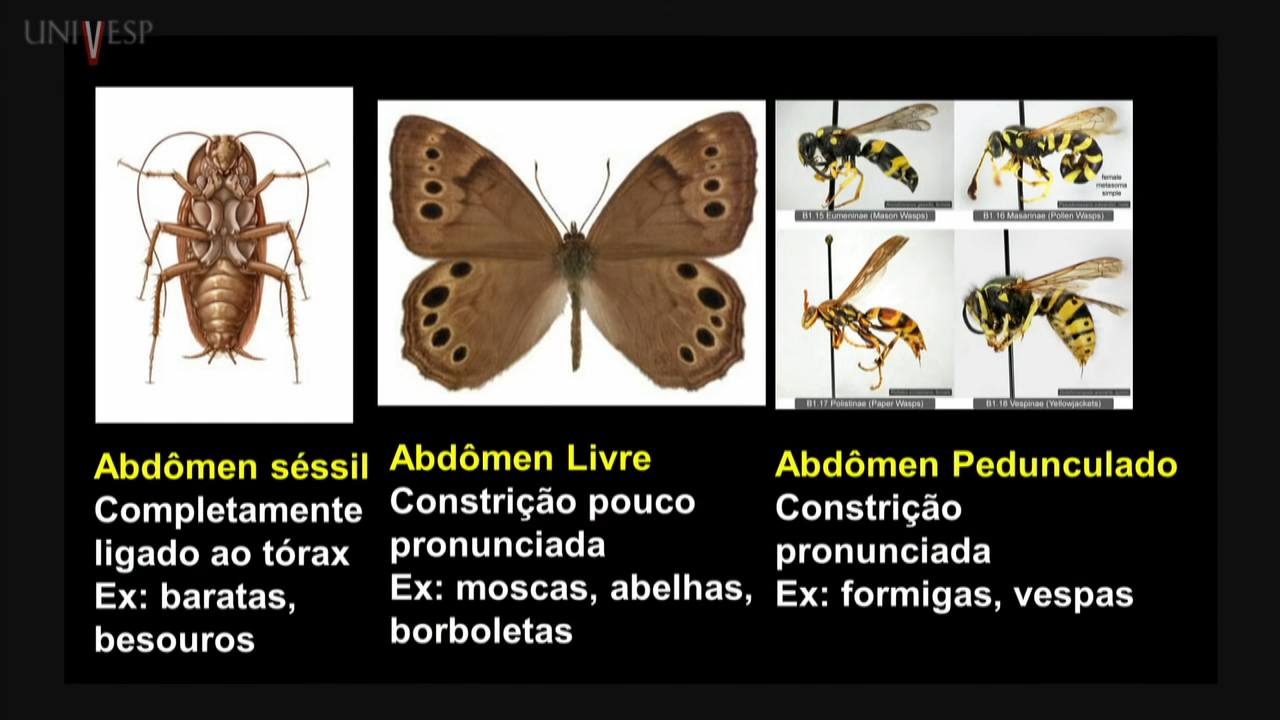 UNIVESP
female
metasoma
simple
B1.15 Eumeninae (Mason Wasps)
B1.16 Masarinae (Pollen Wasps)
B1.17 Polistinae (Paper Wasps)
B1.18 Vespinae (Yellowjackets)
Abdômen séssil
Completamente
ligado ao tórax
Ex: baratas,
besouros
Abdômen Livre
Constrição pouco
pronunciada
Ex: moscas, abelhas,
borboletas
Abdômen Pedunculado
Constrição
pronunciada
Ex: formigas, vespas